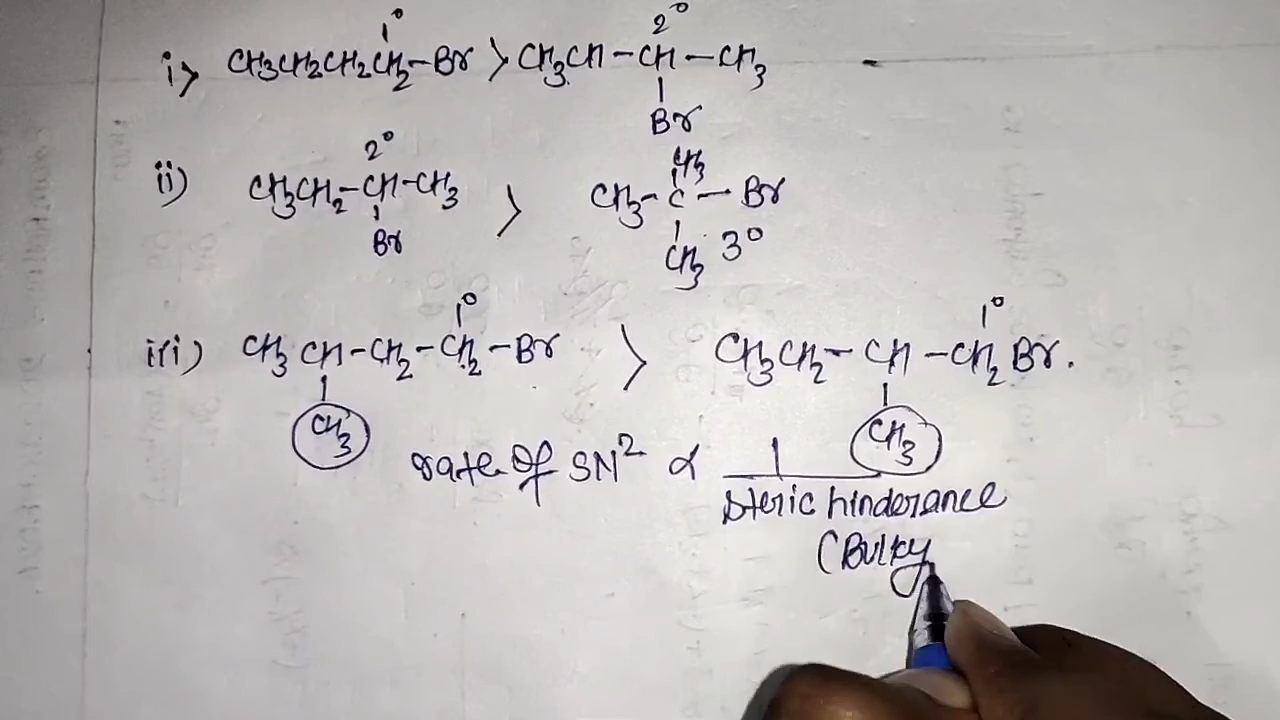 1°
i> CH3CH2CH2CH2-Br > CH3CH-CH-CH3
2°
Br
ii) CH3CH2-CH-CH3 > CH3-C-Br
2°
Br
CH3
CH3 3°
iii) CH3CH-CH2-CH2-Br > CH3CH2-CH-CH2Br.
1°
1°
CH3
CH3
rate of SN2 α 1
steric hinderance
(Bulky